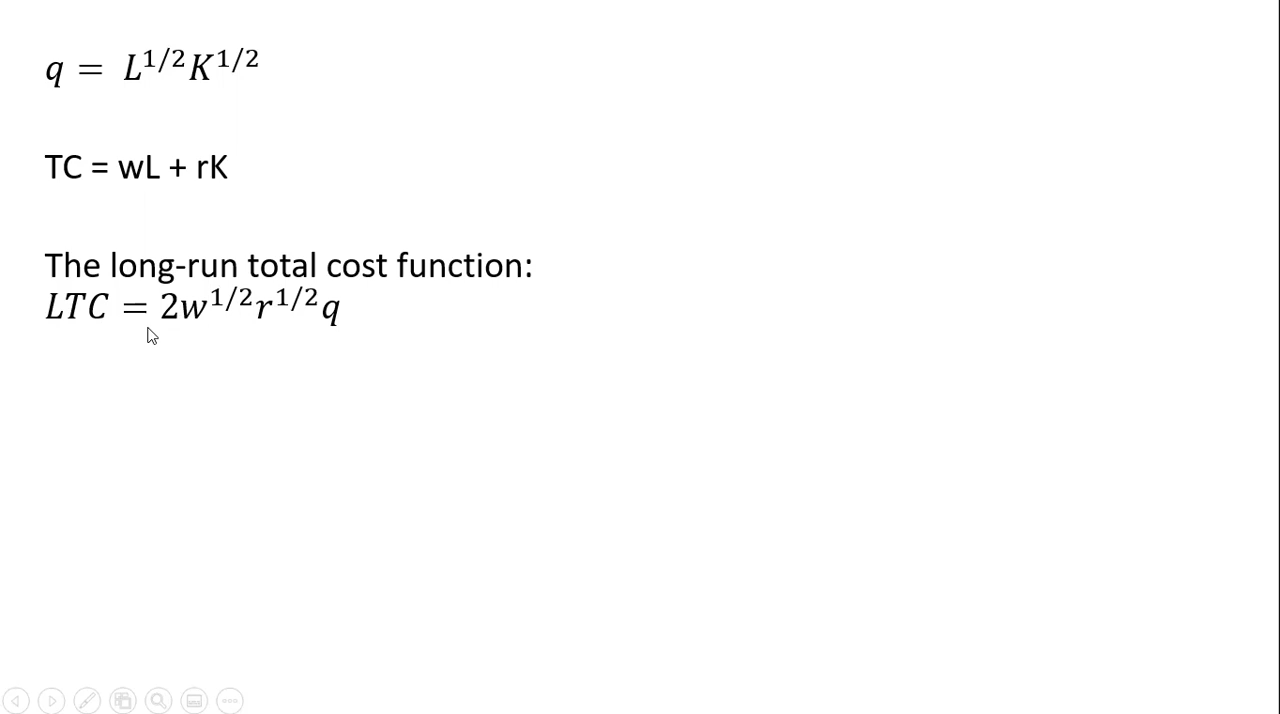 q = L^{1/2}K^{1/2}
TC = wL + rK
The long-run total cost function:
LTC = 2w^{1/2}r^{1/2}q